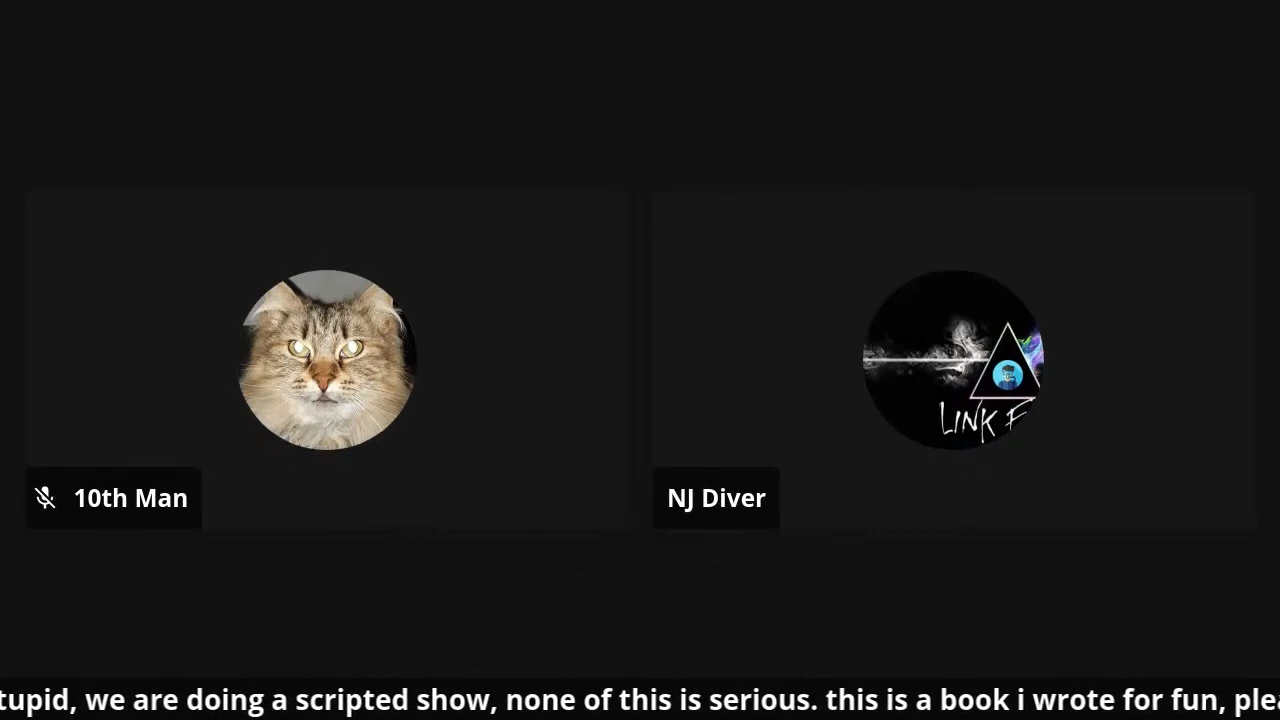 LINK F
10th Man
NJ Diver
tupid, we are doing a scripted show, none of this is serious. this is a book i wrote for fun, plea